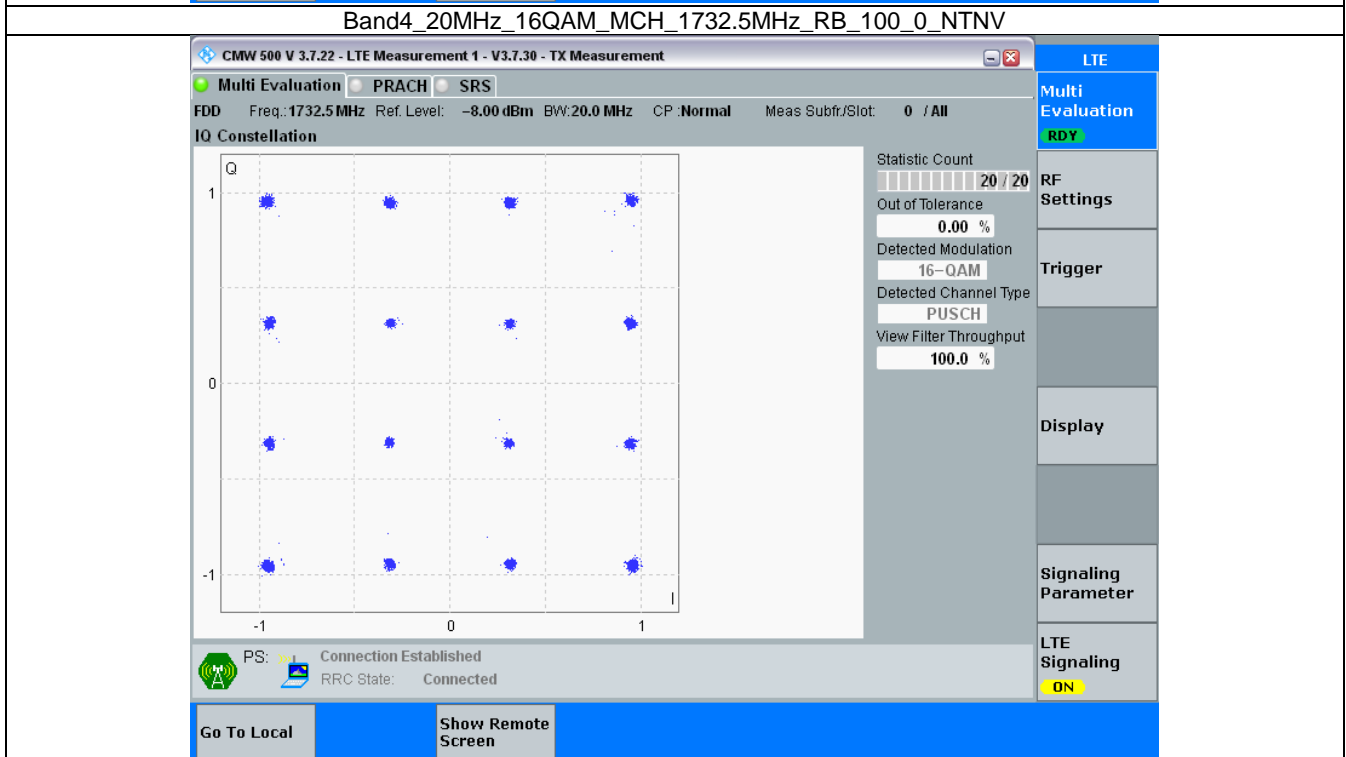 Band4_20MHz_16QAM_MCH_1732.5MHz_RB_100_0_NTNV
CMW 500 V 3.7.22 - LTE Measurement 1 - V3.7.30 - TX Measurement
LTE
Multi Evaluation PRACH SRS
Multi
Evaluation
RDY
FDD Freq.: 1732.5 MHz Ref. Level: −8.00 dBm BW: 20.0 MHz CP :Normal Meas Subfr./Slot: 0 / All
IQ Constellation
Q
1
0
-1
I
-1 0 1
Statistic Count
20 / 20
Out of Tolerance
0.00 %
Detected Modulation
16−QAM
Detected Channel Type
PUSCH
View Filter Throughput
100.0 %
RF
Settings
Trigger
Display
Signaling
Parameter
LTE
Signaling
ON
PS: Connection Established
RRC State: Connected
Go To Local
Show Remote
Screen